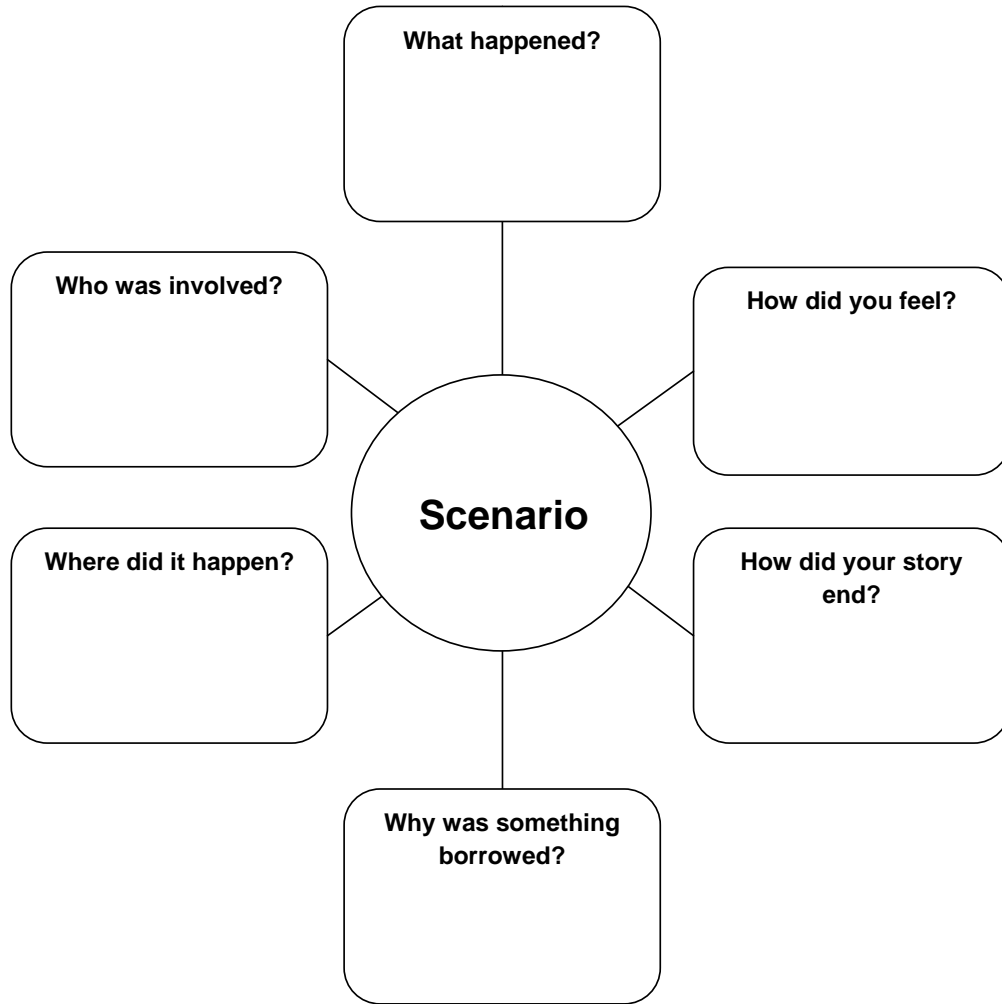 What happened?
Who was involved?
How did you feel?
Scenario
Where did it happen?
How did your story
end?
Why was something
borrowed?